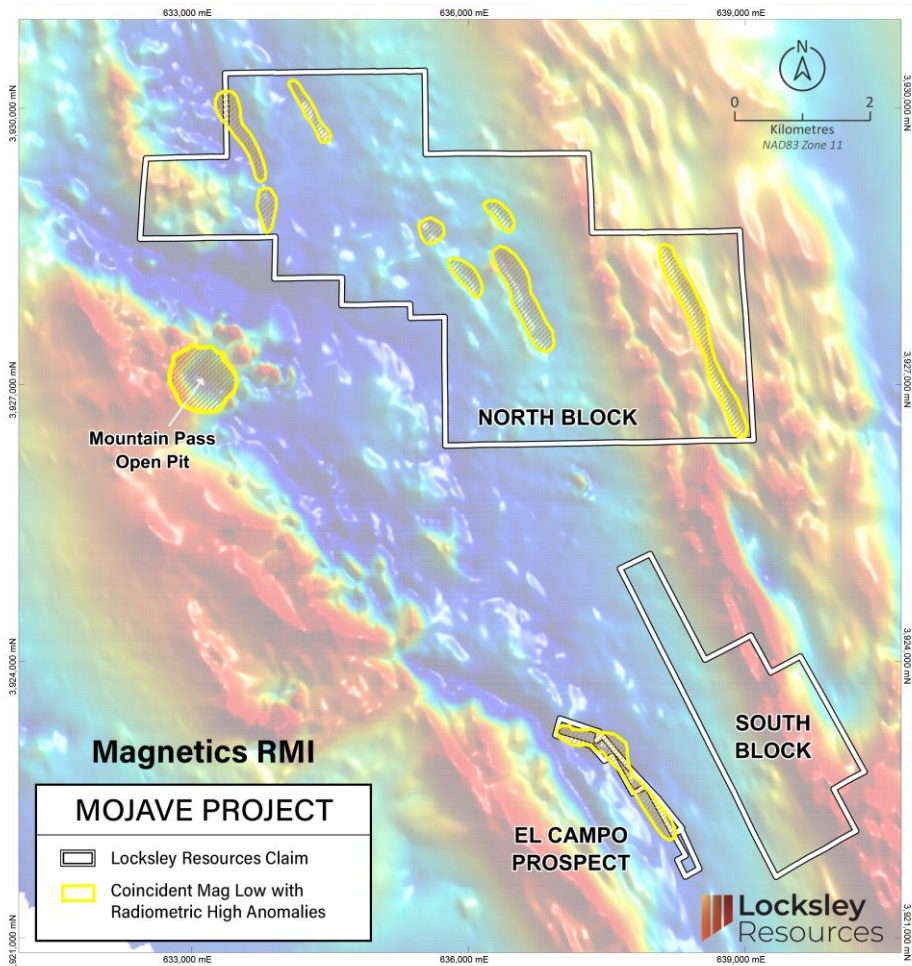 633,000 mE
636,000 mE
639,000 mE
3,930,000 mN
3,930,000 mN
N
0
2
Kilometres
NAD83 Zone 11
3,927,000 mN
3,927,000 mN
Mountain Pass
Open Pit
NORTH BLOCK
3,924,000 mN
3,924,000 mN
SOUTH
BLOCK
EL CAMPO
PROSPECT
Magnetics RMI
MOJAVE PROJECT
Locksley Resources Claim
Coincident Mag Low with
Radiometric High Anomalies
Locksley
Resources
3,921,000 mN
3,921,000 mN
633,000 mE
636,000 mE
639,000 mE